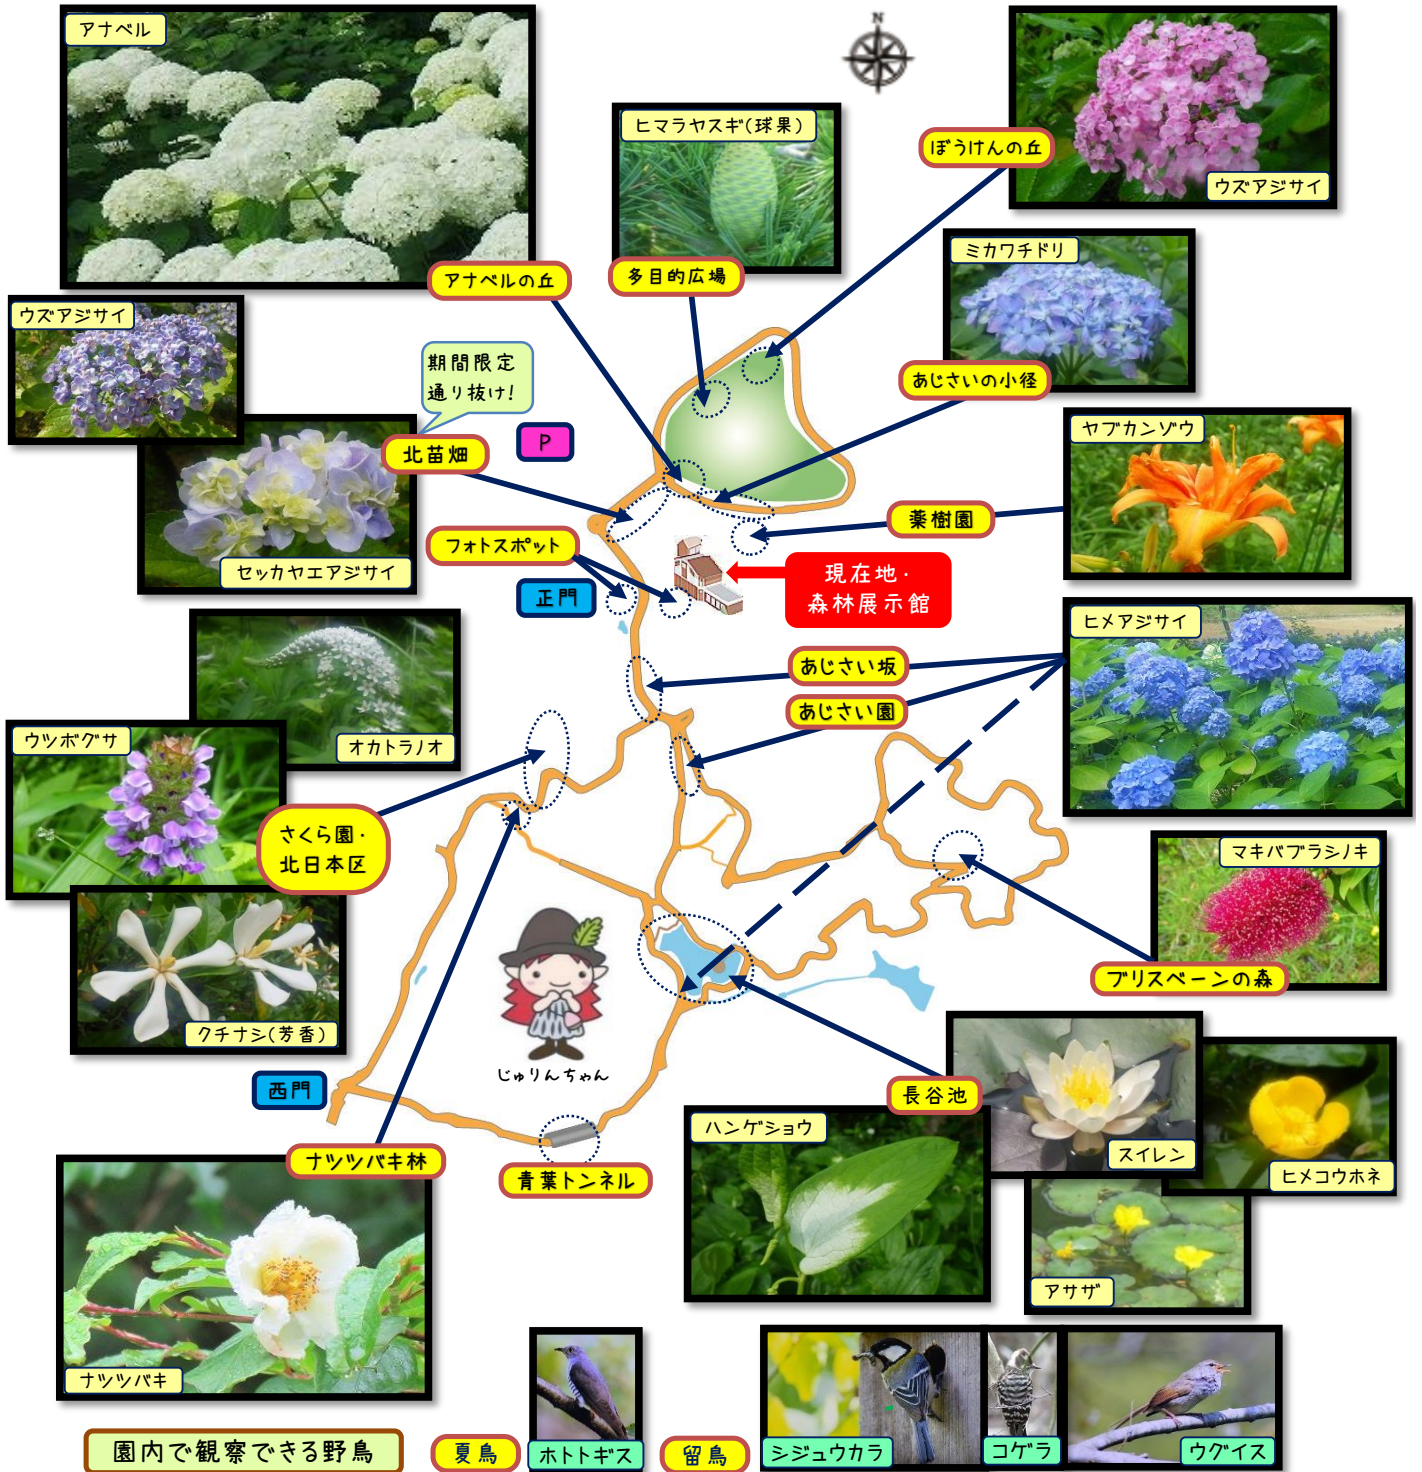 アナベル
N
ヒマラヤスギ(球果)
ぼうけんの丘
ウズアジサイ
ミカワチドリ
アナベルの丘
多目的広場
ウズアジサイ
期間限定
通り抜け!
あじさいの小径
北苗畑
P
ヤブカンゾウ
薬樹園
フォトスポット
セッカヤエアジサイ
正門
現在地・
森林展示館
ヒメアジサイ
オカトラノオ
あじさい坂
あじさい園
ウツボグサ
さくら園・
北日本区
マキバブラシノキ
ブリスベーンの森
クチナシ(芳香)
じゅりんちゃん
西門
長谷池
ハンゲショウ
スイレン
ヒメコウホネ
ナツツバキ林
青葉トンネル
アサザ
ナツツバキ
園内で観察できる野鳥
夏鳥
ホトトギス
留鳥
シジュウカラ
コゲラ
ウグイス